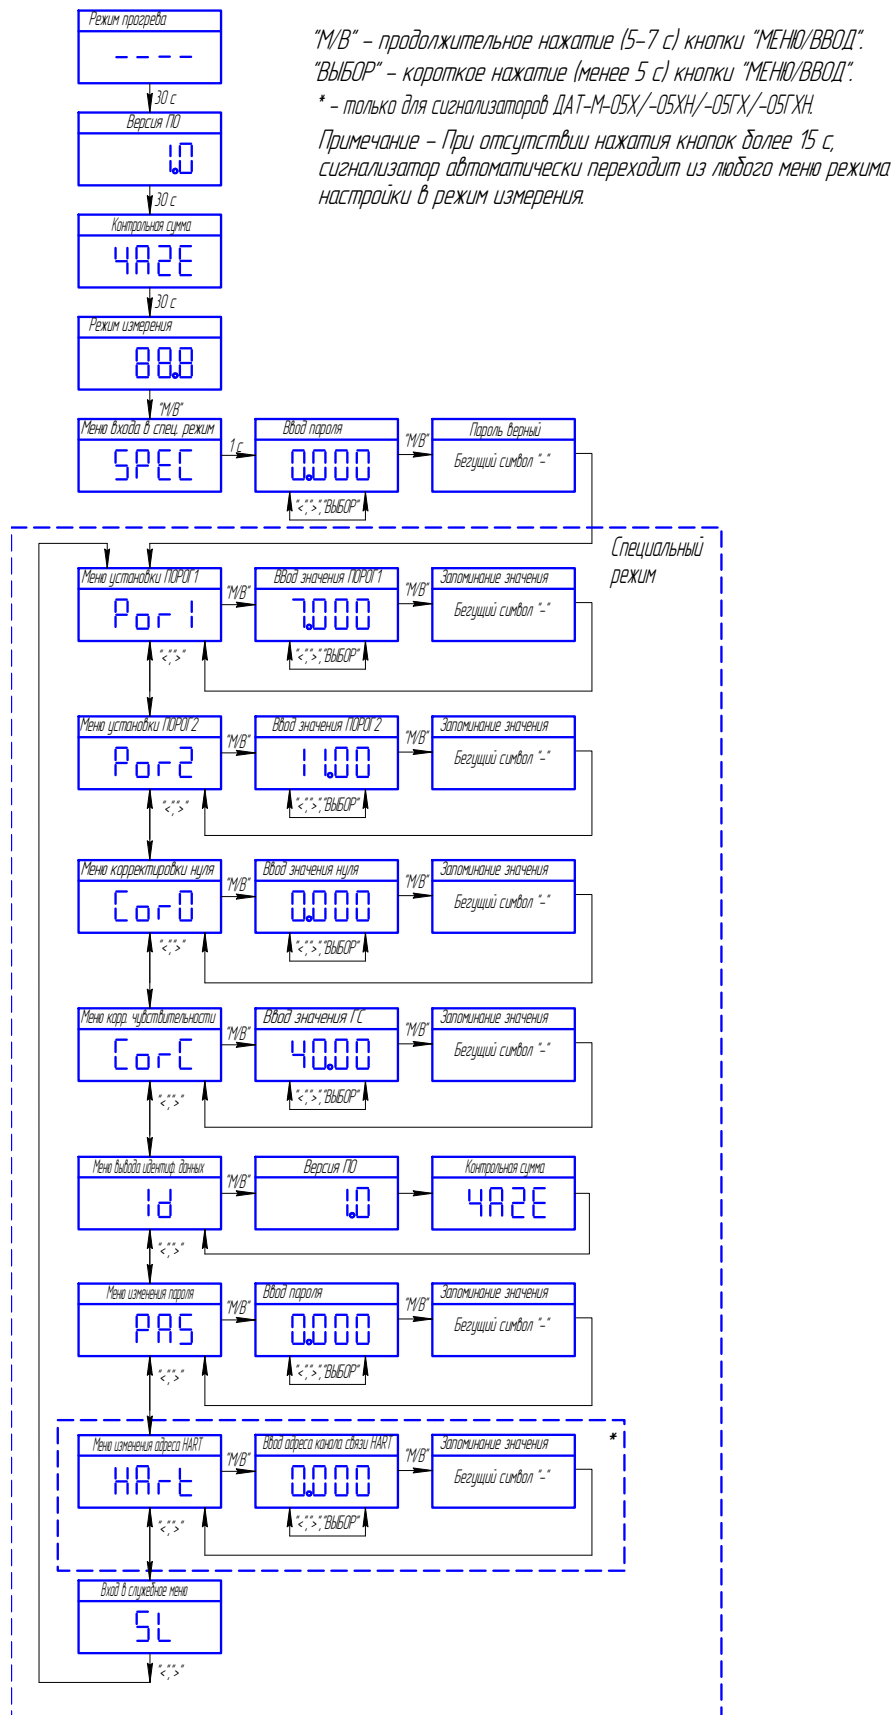 Режим прогрева
"М/В" – продолжительное нажатие (5–7 с) кнопки "МЕНЮ/ВВОД".
– – – –
"ВЫБОР" – короткое нажатие (менее 5 с) кнопки "МЕНЮ/ВВОД".
30 с
* – только для сигнализаторов ДАТ-М-05Х/-05ХН/-05ГХ/-05ГХН.
Версия ПО
Примечание – При отсутствии нажатия кнопок более 15 с,
1.0
сигнализатор автоматически переходит из любого меню режима
настройки в режим измерения.
30 с
Контрольная сумма
4A2E
30 с
Режим измерения
88.8
"М/В"
Меню входа в спец. режим
SPEC
1 с
Ввод пароля
0.000
"<",">","ВЫБОР"
"М/В"
Пароль верный
Бегущий символ "-"
Специальный
режим
Меню установки ПОРОГ1
Por1
"М/В"
Ввод значения ПОРОГ1
7.000
"<",">","ВЫБОР"
"М/В"
Запоминание значения
Бегущий символ "-"
"<",">"
Меню установки ПОРОГ2
Por2
"М/В"
Ввод значения ПОРОГ2
11.00
"<",">","ВЫБОР"
"М/В"
Запоминание значения
Бегущий символ "-"
"<",">"
Меню корректировки нуля
Cor0
"М/В"
Ввод значения нуля
0.000
"<",">","ВЫБОР"
"М/В"
Запоминание значения
Бегущий символ "-"
"<",">"
Меню корр. чувствительности
CorC
"М/В"
Ввод значения ГС
40.00
"<",">","ВЫБОР"
"М/В"
Запоминание значения
Бегущий символ "-"
"<",">"
Меню вывода идентиф. данных
Id
"М/В"
Версия ПО
1.0
Контрольная сумма
4A2E
"<",">"
Меню изменения пароля
PAS
"М/В"
Ввод пароля
0.000
"<",">","ВЫБОР"
"М/В"
Запоминание значения
Бегущий символ "-"
"<",">"
*
Меню изменения адреса HART
HArt
"М/В"
Ввод адреса канала связи HART
0.000
"<",">","ВЫБОР"
"М/В"
Запоминание значения
Бегущий символ "-"
"<",">"
Вход в служебное меню
SL
"<",">"